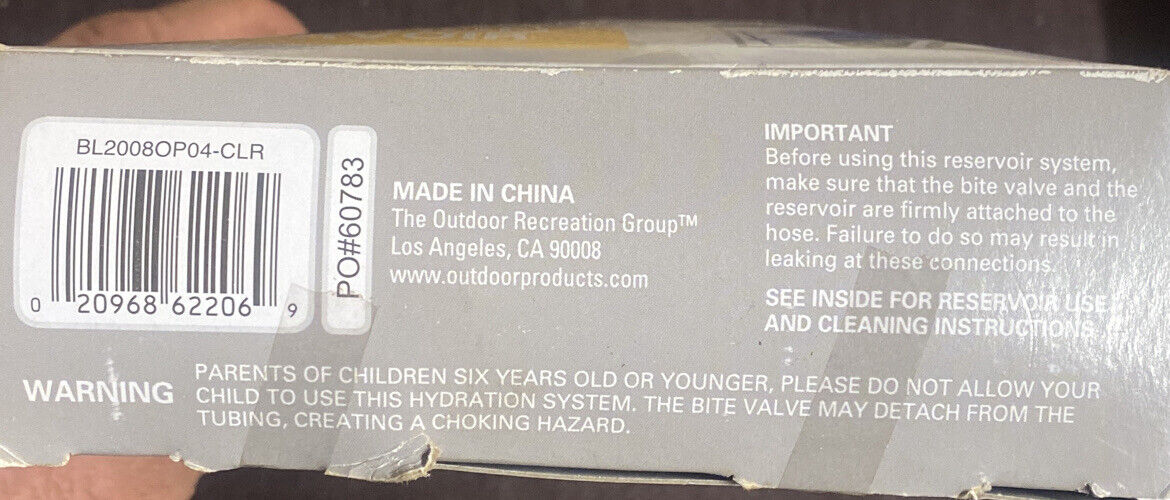 BL2008OP04-CLR
0 20968 62206 9
PO#60783
MADE IN CHINA
The Outdoor Recreation Group™
Los Angeles, CA 90008
www.outdoorproducts.com
IMPORTANT
Before using this reservoir system,
make sure that the bite valve and the
reservoir are firmly attached to the
hose. Failure to do so may result in
leaking at these connections.
SEE INSIDE FOR RESERVOIR USE
AND CLEANING INSTRUCTIONS.
WARNING
PARENTS OF CHILDREN SIX YEARS OLD OR YOUNGER, PLEASE DO NOT ALLOW YOUR
CHILD TO USE THIS HYDRATION SYSTEM. THE BITE VALVE MAY DETACH FROM THE
TUBING, CREATING A CHOKING HAZARD.